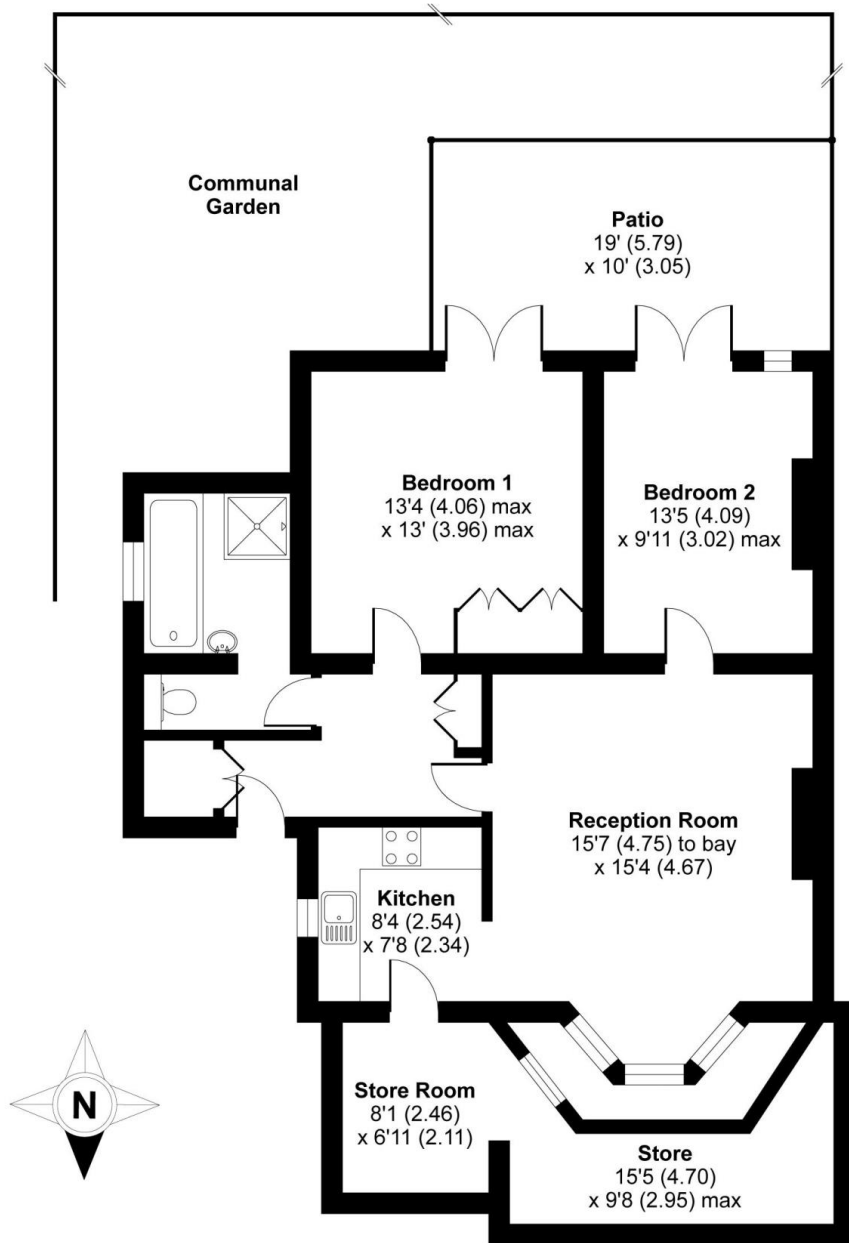 Communal
Garden
Patio
19' (5.79)
x 10' (3.05)
Bedroom 1
13'4 (4.06) max
x 13' (3.96) max
Bedroom 2
13'5 (4.09)
x 9'11 (3.02) max
Reception Room
15'7 (4.75) to bay
x 15'4 (4.67)
Kitchen
8'4 (2.54)
x 7'8 (2.34)
N
Store Room
8'1 (2.46)
x 6'11 (2.11)
Store
15'5 (4.70)
x 9'8 (2.95) max